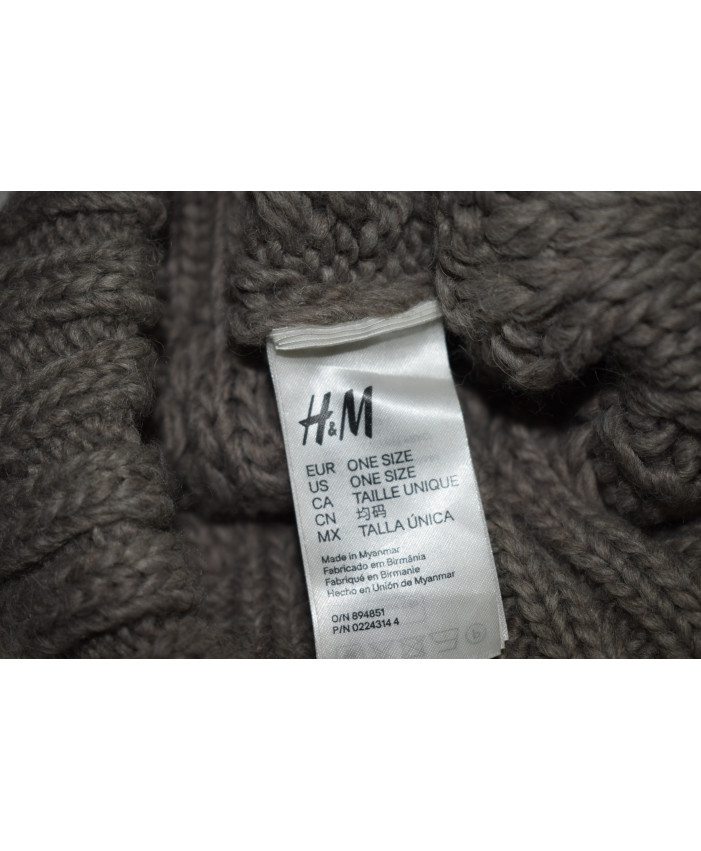 H&M
EUR ONE SIZE
US ONE SIZE
CA TAILLE UNIQUE
CN 均码
MX TALLA ÚNICA
Made in Myanmar
Fabricado em Birmânia
Fabriqué en Birmanie
Hecho en Unión de Myanmar
O/N 894851
P/N 0224314 4